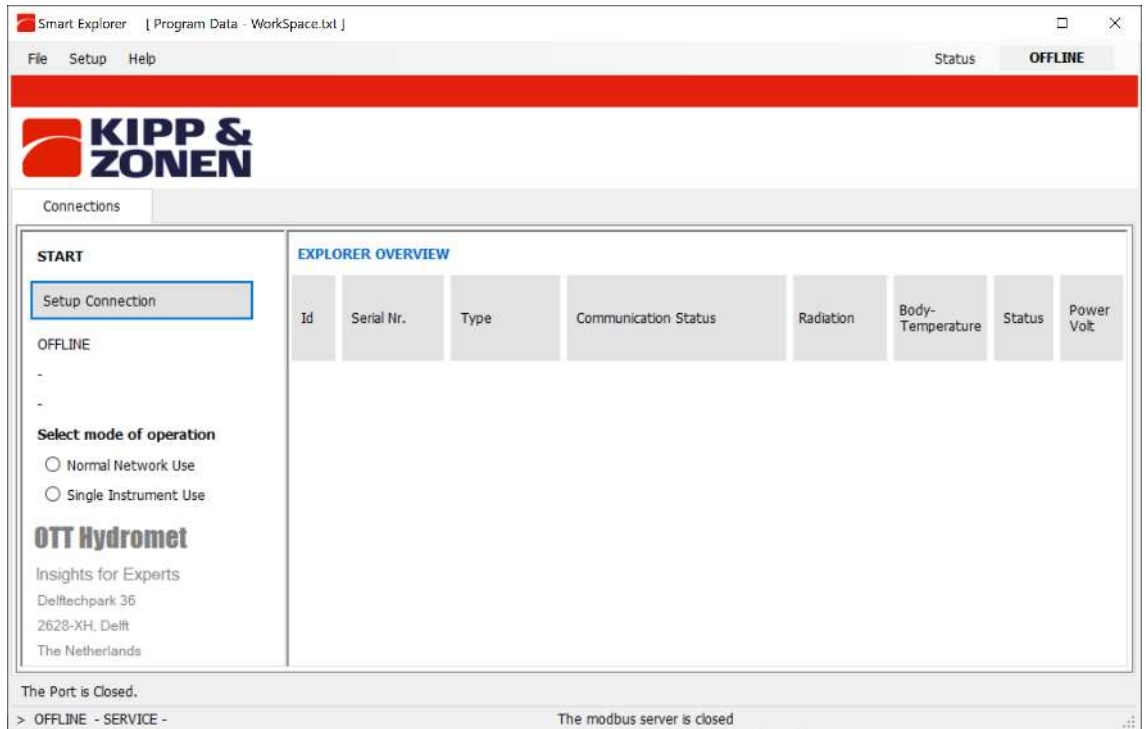 Smart Explorer [ Program Data - WorkSpace.txt ]
File Setup Help Status OFFLINE
KIPP &
ZONEN
Connections
START
Setup Connection
OFFLINE
-
-
Select mode of operation
Normal Network Use
Single Instrument Use
OTT Hydromet
Insights for Experts
Delftechpark 36
2628-XH, Delft
The Netherlands
EXPLORER OVERVIEW
Id Serial Nr. Type Communication Status Radiation Body-
Temperature Status Power
Volt
The Port is Closed.
> OFFLINE - SERVICE - The modbus server is closed